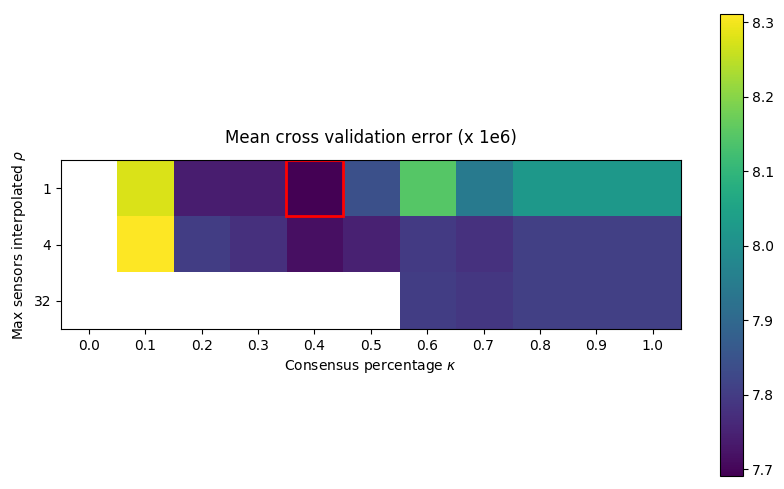 Mean cross validation error (x 1e6)
Max sensors interpolated ρ
1
4
32
0.0 0.1 0.2 0.3 0.4 0.5 0.6 0.7 0.8 0.9 1.0
Consensus percentage κ
8.3
8.2
8.1
8.0
7.9
7.8
7.7